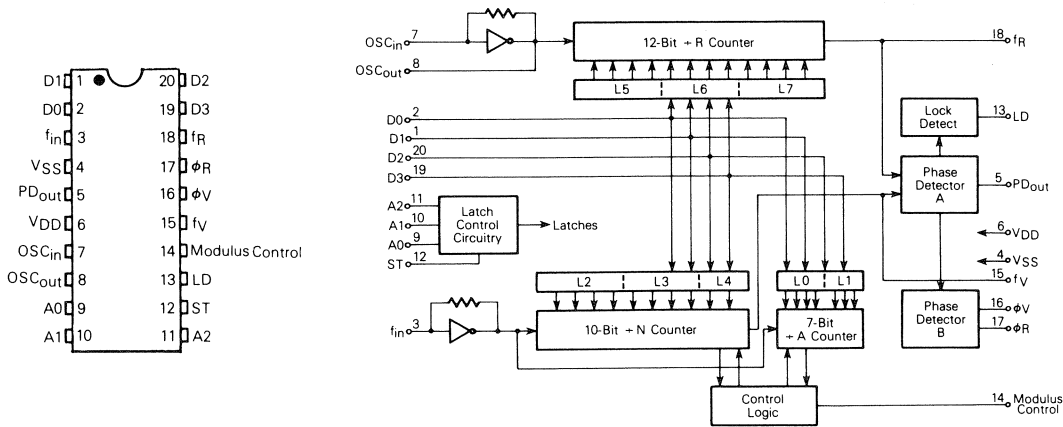 D1 1
D0 2
fin 3
VSS 4
PDout 5
VDD 6
OSCin 7
OSCout 8
A0 9
A1 10
20 D2
19 D3
18 fR
17 ϕR
16 ϕV
15 fV
14 Modulus Control
13 LD
12 ST
11 A2
OSCin 7
OSCout 8
12-Bit ÷ R Counter
18 fR
L5 L6 L7
D0 2
D1 1
D2 20
D3 19
Lock
Detect
13 LD
Phase
Detector
A
5 PDout
A2 11
A1 10
A0 9
ST 12
Latch
Control
Circuitry
Latches
6 VDD
4 VSS
15 fV
L2 L3 L4
L0 L1
fin 3
10-Bit ÷ N Counter
7-Bit
÷ A Counter
Phase
Detector
B
16 ϕV
17 ϕR
Control
Logic
14 Modulus
Control